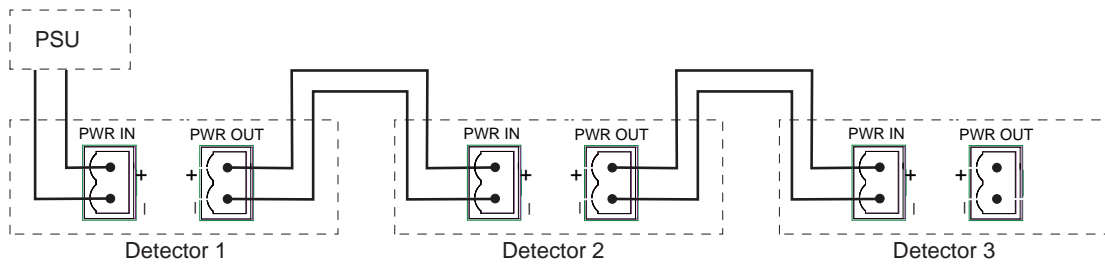 PSU
PWR IN PWR OUT PWR IN PWR OUT PWR IN PWR OUT
+ + + + + +
Detector 1 Detector 2 Detector 3